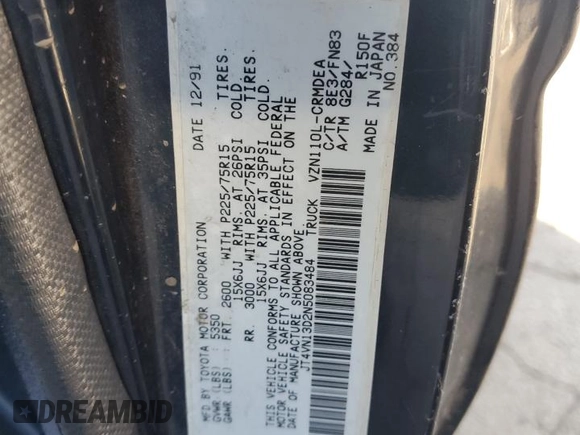 MFD BY TOYOTA MOTOR CORPORATION DATE 12/91
GVWR (LBS) 5350
GAWR (LBS) FRT. 2600 WITH P225/75R15 TIRES.
15X6JJ RIMS. AT 26PSI COLD.
RR. 3000 WITH P225/75R15 TIRES.
15X6JJ RIMS. AT 35PSI COLD.
THIS VEHICLE CONFORMS TO ALL APPLICABLE FEDERAL
MOTOR VEHICLE SAFETY STANDARDS IN EFFECT ON THE
DATE OF MANUFACTURE SHOWN ABOVE.
JT4VN13D2N5083484 TRUCK VZN110L-CRMDEA
C/TR 8E3/FN83
A/TM G284/ R150F
MADE IN JAPAN
NO.384
DREAMBID